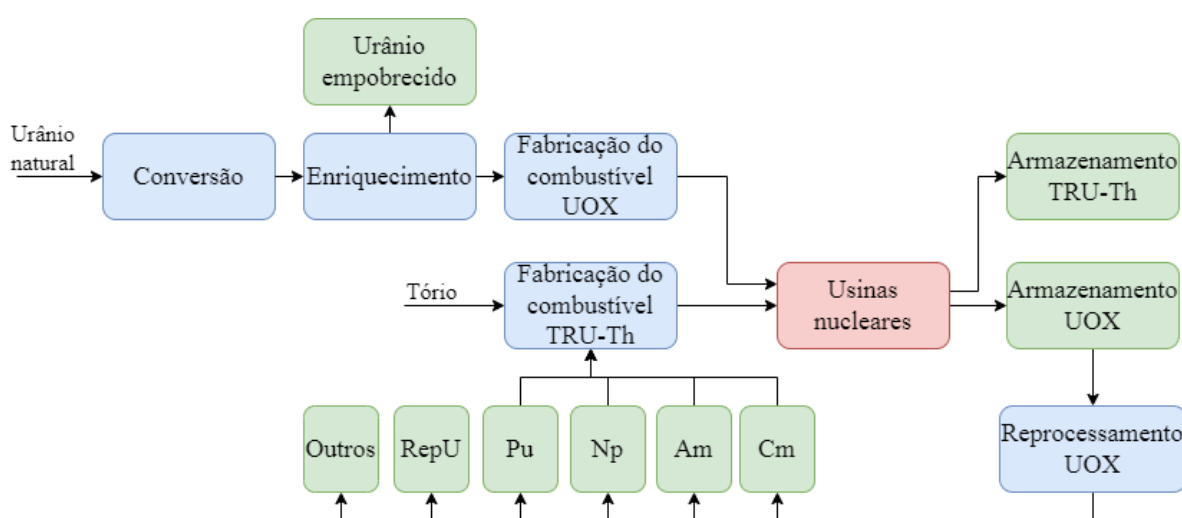 Urânio
empobrecido
Urânio
natural
Conversão
Enriquecimento
Fabricação do
combustível
UOX
Armazenamento
TRU-Th
Tório
Fabricação do
combustível
TRU-Th
Usinas
nucleares
Armazenamento
UOX
Outros
RepU
Pu
Np
Am
Cm
Reprocessamento
UOX